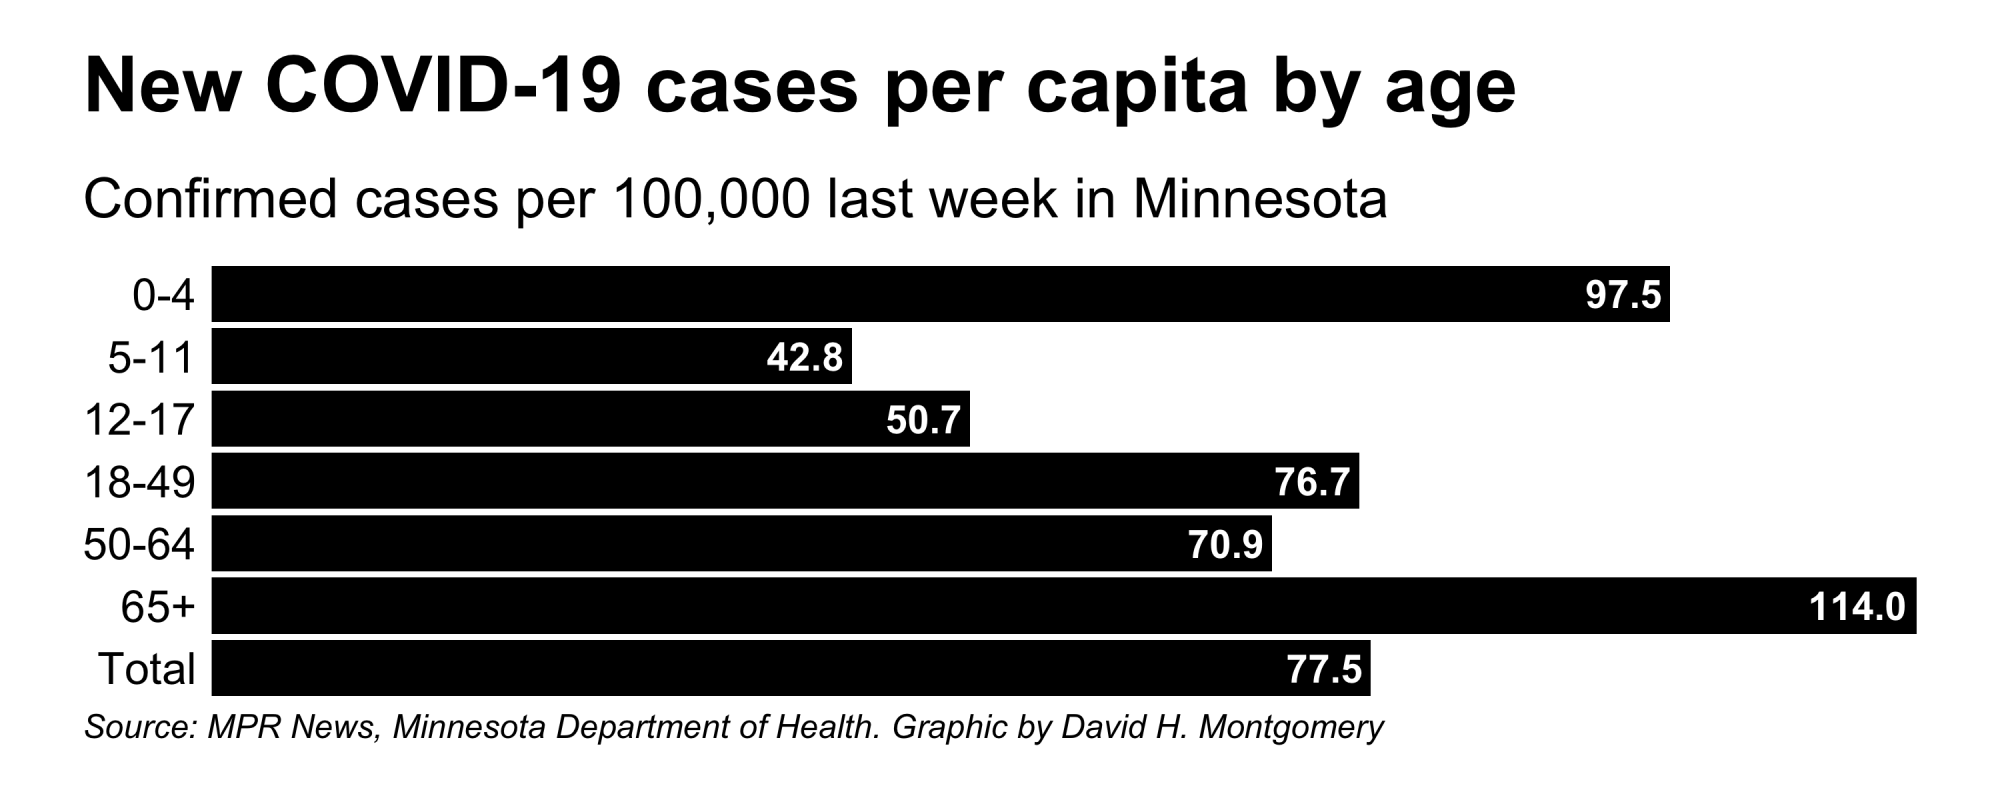 New COVID-19 cases per capita by age
Confirmed cases per 100,000 last week in Minnesota
0-4 97.5
5-11 42.8
12-17 50.7
18-49 76.7
50-64 70.9
65+ 114.0
Total 77.5
Source: MPR News, Minnesota Department of Health. Graphic by David H. Montgomery